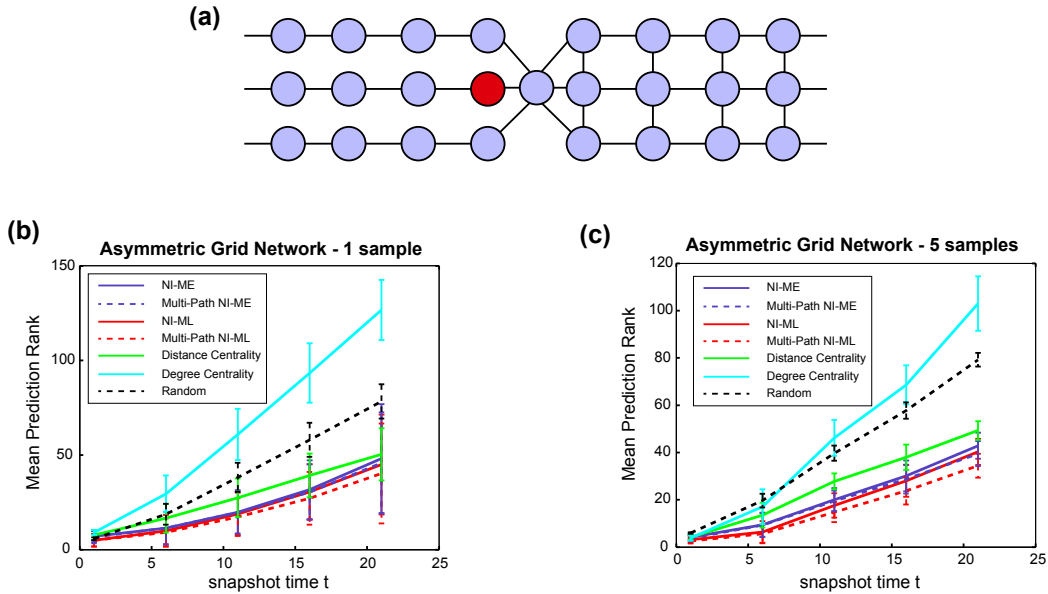 (a)
(b)
Asymmetric Grid Network - 1 sample
Mean Prediction Rank
150
100
50
0
NI-ME
Multi-Path NI-ME
NI-ML
Multi-Path NI-ML
Distance Centrality
Degree Centrality
Random
0 5 10 15 20 25
snapshot time t
(c)
Asymmetric Grid Network - 5 samples
Mean Prediction Rank
120
100
80
60
40
20
0
NI-ME
Multi-Path NI-ME
NI-ML
Multi-Path NI-ML
Distance Centrality
Degree Centrality
Random
0 5 10 15 20 25
snapshot time t